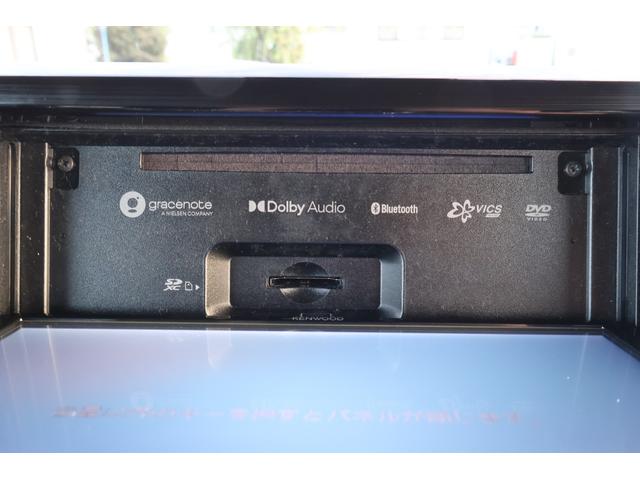 gracenote
A NIELSEN COMPANY
Dolby Audio
Bluetooth
VICS
DVD
VIDEO
SD
XC
KENWOOD